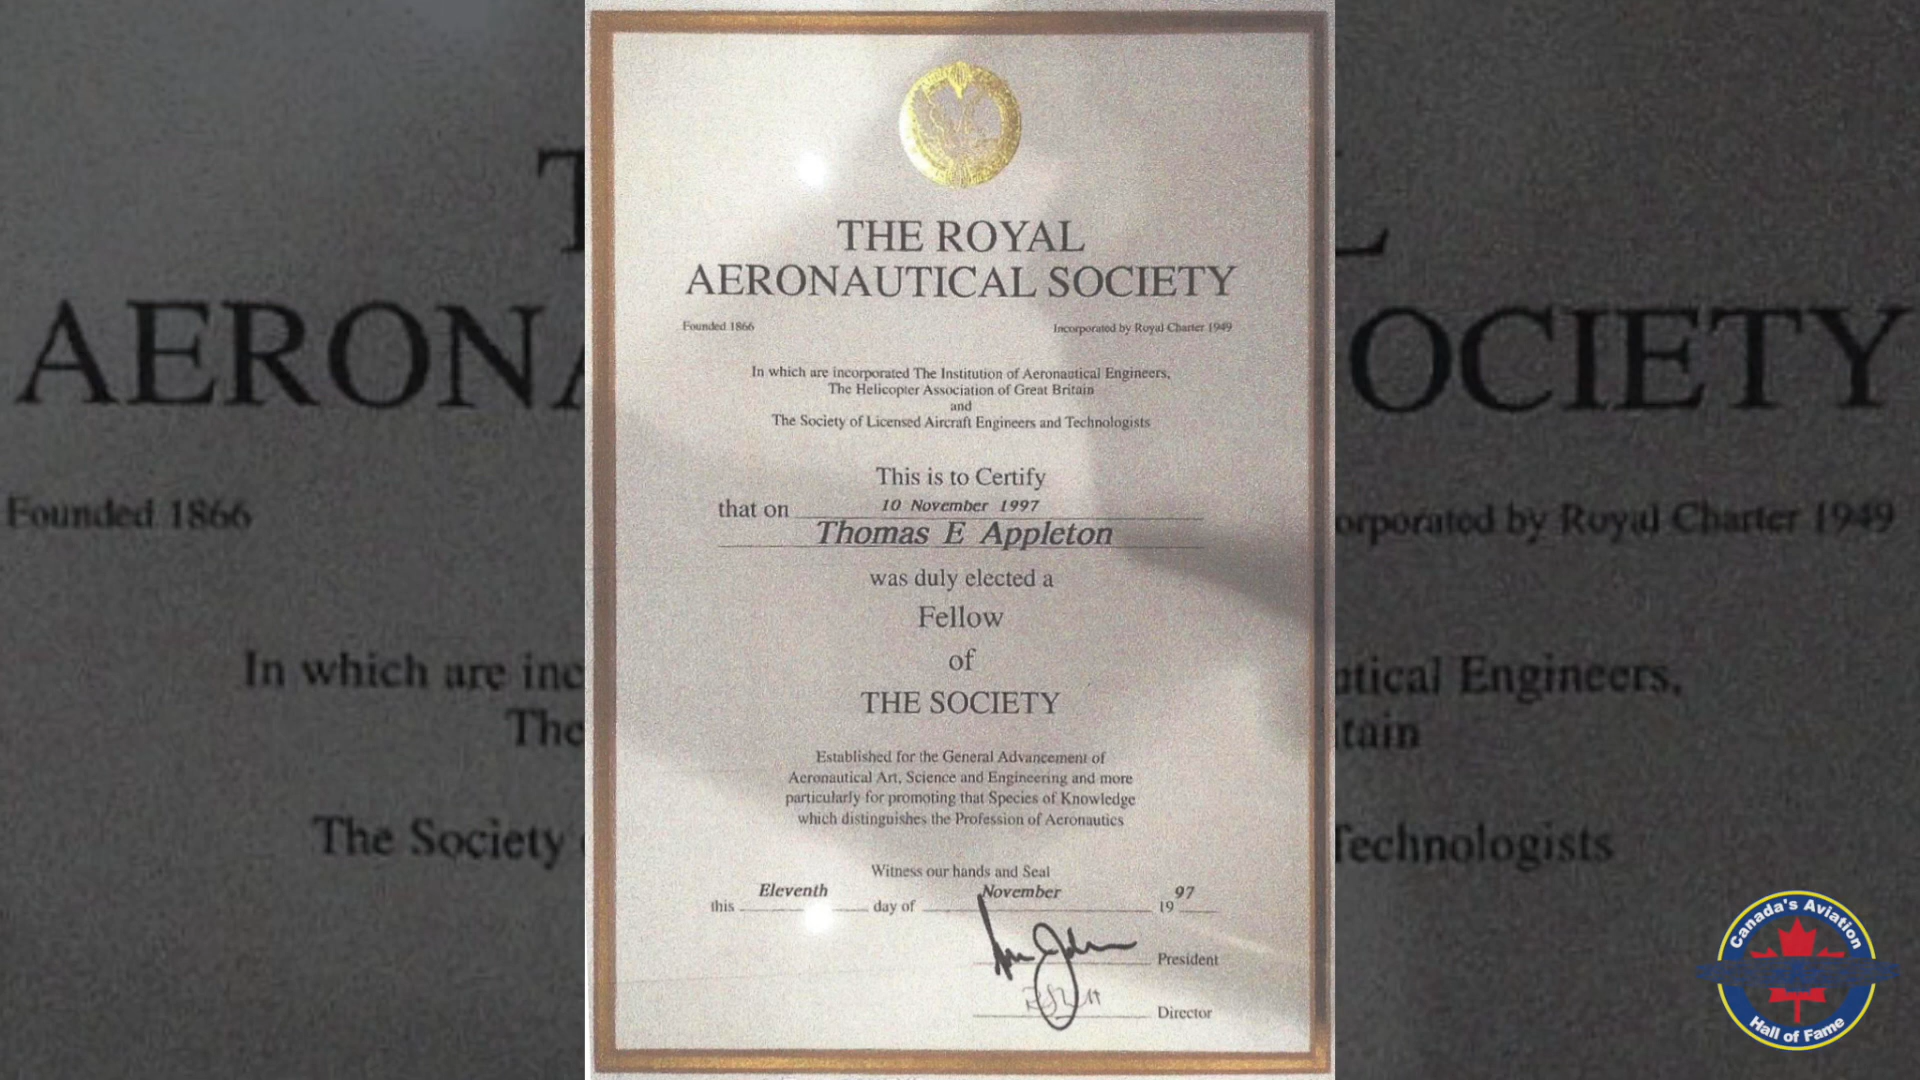 THE ROYAL
AERONAUTICAL SOCIETY
Founded 1866
Incorporated by Royal Charter 1949
In which are incorporated The Institution of Aeronautical Engineers,
The Helicopter Association of Great Britain
and
The Society of Licensed Aircraft Engineers and Technologists
This is to Certify
that on 10 November 1997
Thomas E Appleton
was duly elected a
Fellow
of
THE SOCIETY
Established for the General Advancement of
Aeronautical Art, Science and Engineering and more
particularly for promoting that Species of Knowledge
which distinguishes the Profession of Aeronautics
Witness our hands and Seal
this Eleventh day of November 1997
President
Director
Canada's Aviation
Hall of Fame